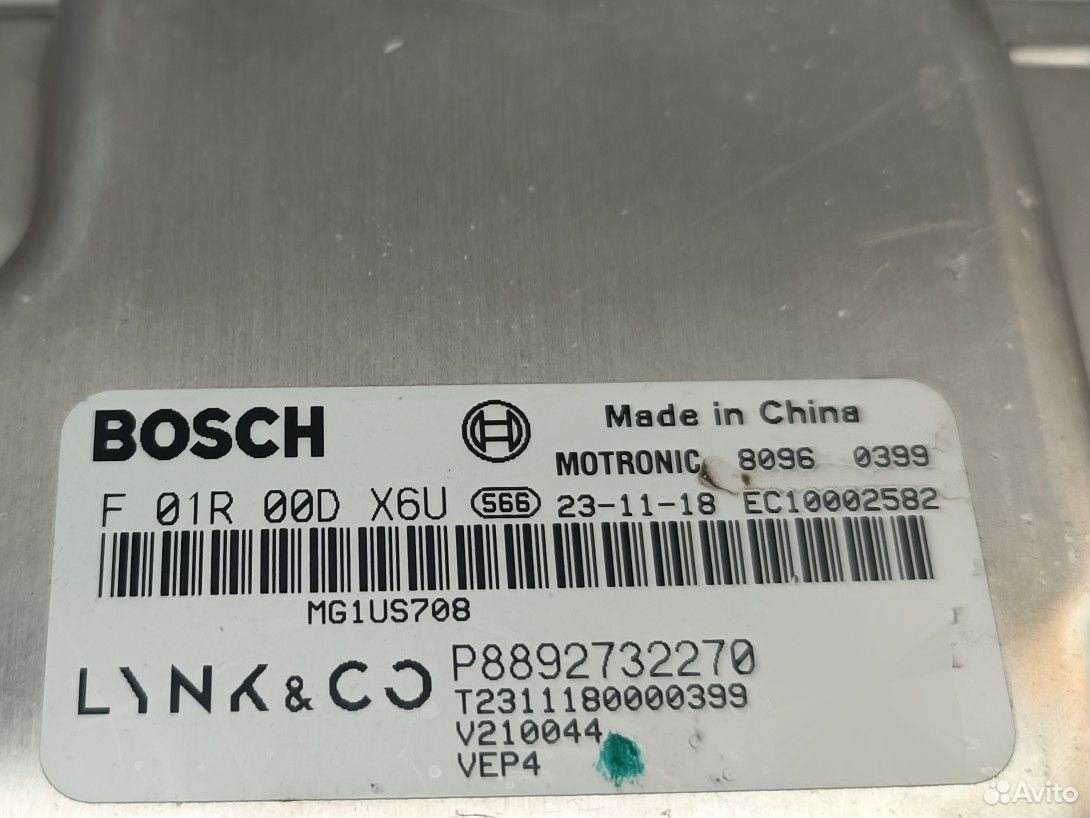 BOSCH Made in China
MOTRONIC 8096 0399
F 01R 00D X6U S66 23-11-18 EC10002582
MG1US708
LYNK & CO P8892732270
T2311180000399
V210044
VEP4
Avito